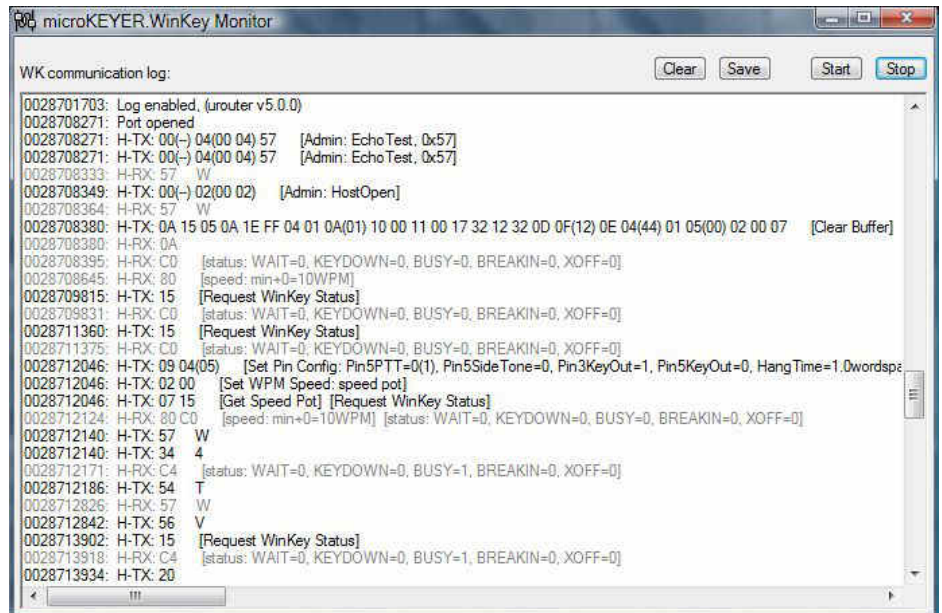 microKEYER.WinKey Monitor
WK communication log:
Clear Save Start Stop
0028701703: Log enabled, (urouter v5.0.0)
0028708271: Port opened
0028708271: H-TX: 00(--) 04(00 04) 57 [Admin: EchoTest, 0x57]
0028708271: H-TX: 00(--) 04(00 04) 57 [Admin: EchoTest, 0x57]
0028708333: H-RX: 57 W
0028708349: H-TX: 00(--) 02(00 02) [Admin: HostOpen]
0028708364: H-RX: 57 W
0028708380: H-TX: 0A 15 05 0A 1E FF 04 01 0A(01) 10 00 11 00 17 32 12 32 0D 0F(12) 0E 04(44) 01 05(00) 02 00 07 [Clear Buffer]
0028708380: H-RX: 0A
0028708395: H-RX: C0 [status: WAIT=0, KEYDOWN=0, BUSY=0, BREAKIN=0, XOFF=0]
0028708645: H-RX: 80 [speed: min+0=10WPM]
0028709815: H-TX: 15 [Request WinKey Status]
0028709831: H-RX: C0 [status: WAIT=0, KEYDOWN=0, BUSY=0, BREAKIN=0, XOFF=0]
0028711360: H-TX: 15 [Request WinKey Status]
0028711375: H-RX: C0 [status: WAIT=0, KEYDOWN=0, BUSY=0, BREAKIN=0, XOFF=0]
0028712046: H-TX: 09 04(05) [Set Pin Config: Pin5PTT=0(1), Pin5SideTone=0, Pin3KeyOut=1, Pin5KeyOut=0, HangTime=1.0wordspa
0028712046: H-TX: 02 00 [Set WPM Speed: speed pot]
0028712046: H-TX: 07 15 [Get Speed Pot] [Request WinKey Status]
0028712124: H-RX: 80 C0 [speed: min+0=10WPM] [status: WAIT=0, KEYDOWN=0, BUSY=0, BREAKIN=0, XOFF=0]
0028712140: H-TX: 57 W
0028712140: H-TX: 34 4
0028712171: H-RX: C4 [status: WAIT=0, KEYDOWN=0, BUSY=1, BREAKIN=0, XOFF=0]
0028712186: H-TX: 54 T
0028712826: H-RX: 57 W
0028712842: H-TX: 56 V
0028713902: H-TX: 15 [Request WinKey Status]
0028713918: H-RX: C4 [status: WAIT=0, KEYDOWN=0, BUSY=1, BREAKIN=0, XOFF=0]
0028713934: H-TX: 20